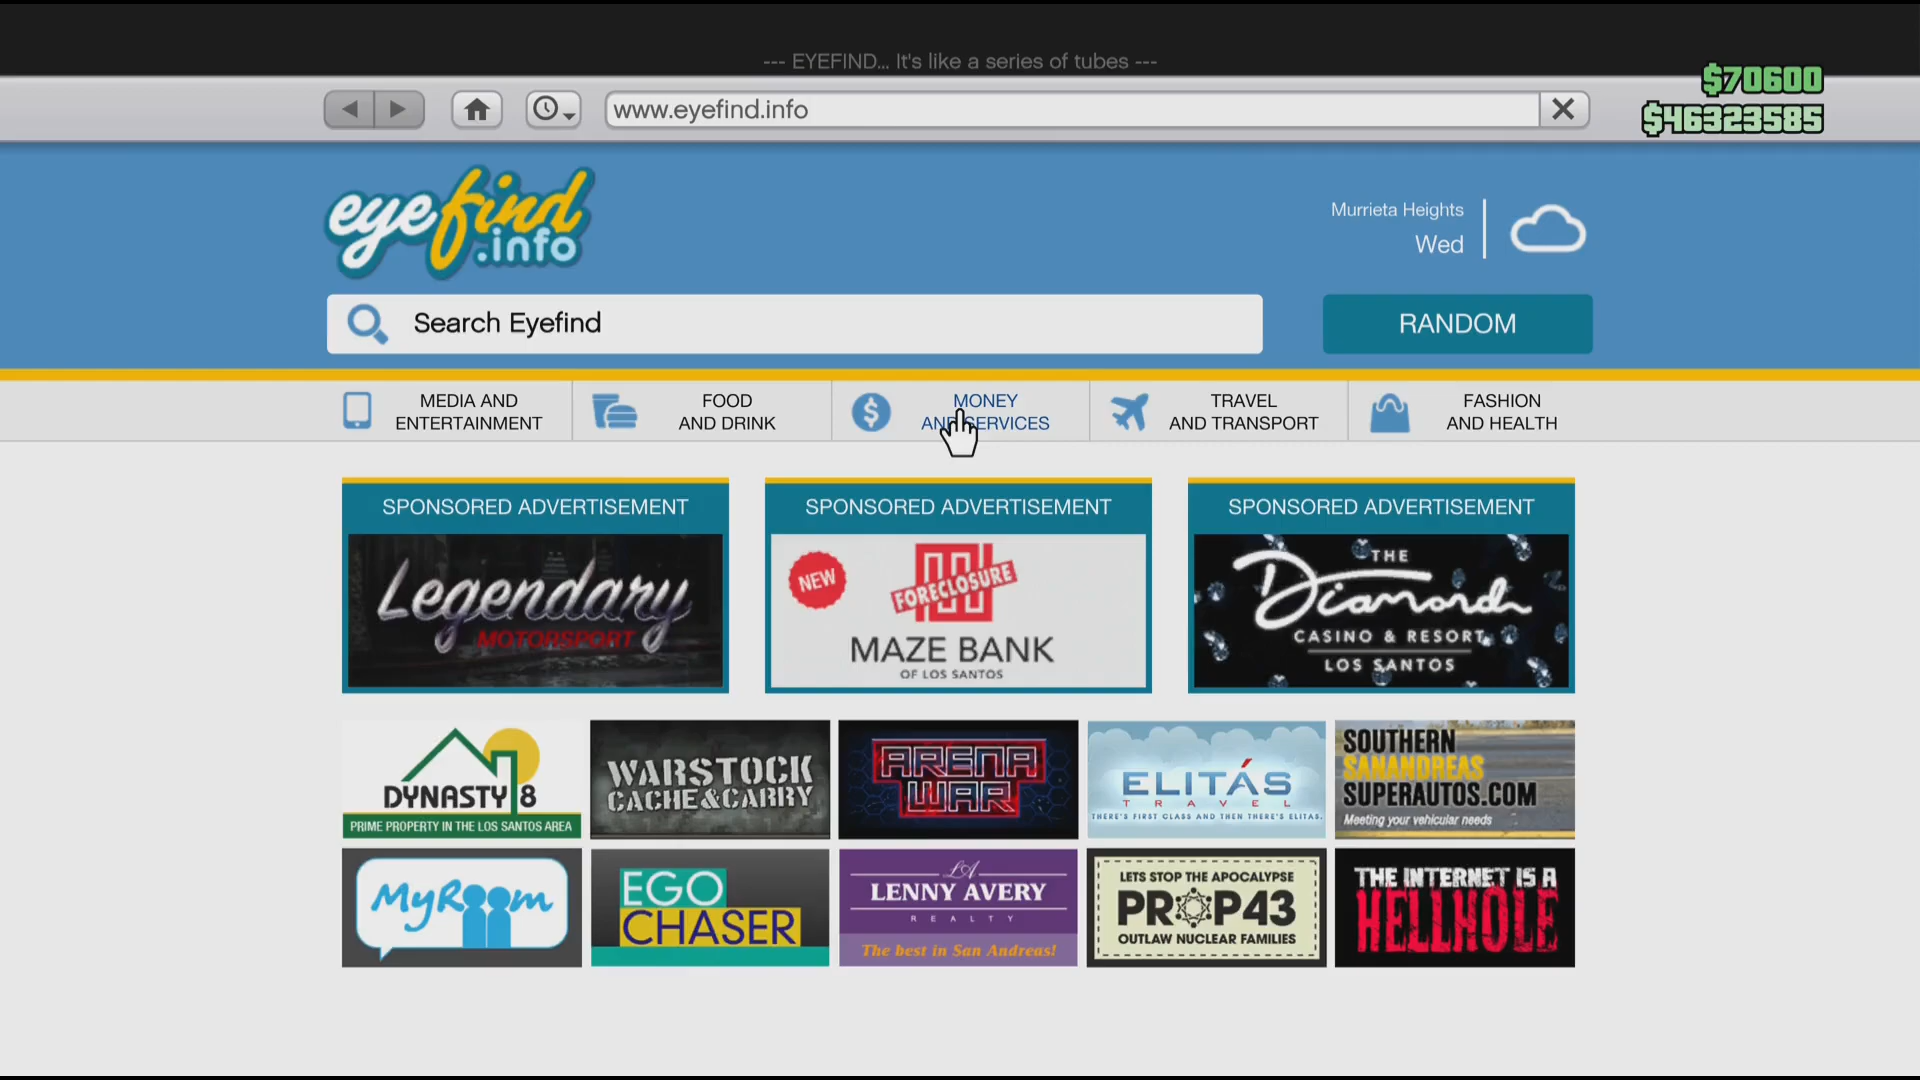 --- EYEFIND... It's like a series of tubes ---
$70600
www.eyefind.info
$46323585
eyefind
.info
Murrieta Heights
Wed
Search Eyefind
RANDOM
MEDIA AND
ENTERTAINMENT
FOOD
AND DRINK
MONEY
AND SERVICES
TRAVEL
AND TRANSPORT
FASHION
AND HEALTH
SPONSORED ADVERTISEMENT
Legendary
MOTORSPORT
SPONSORED ADVERTISEMENT
NEW
FORECLOSURE
MAZE BANK
OF LOS SANTOS
SPONSORED ADVERTISEMENT
THE
Diamond
CASINO & RESORT
LOS SANTOS
DYNASTY 8
PRIME PROPERTY IN THE LOS SANTOS AREA
WARSTOCK
CACHE&CARRY
ARENA
WAR
ELITÁS
TRAVEL
THERE'S FIRST CLASS AND THEN THERE'S ELITAS.
SOUTHERN
SANANDREAS
SUPERAUTOS.COM
Meeting your vehicular needs
MyRoom
EGO
CHASER
LA
LENNY AVERY
REALTY
The best in San Andreas!
LETS STOP THE APOCALYPSE
PROP43
OUTLAW NUCLEAR FAMILIES
THE INTERNET IS A
HELLHOLE